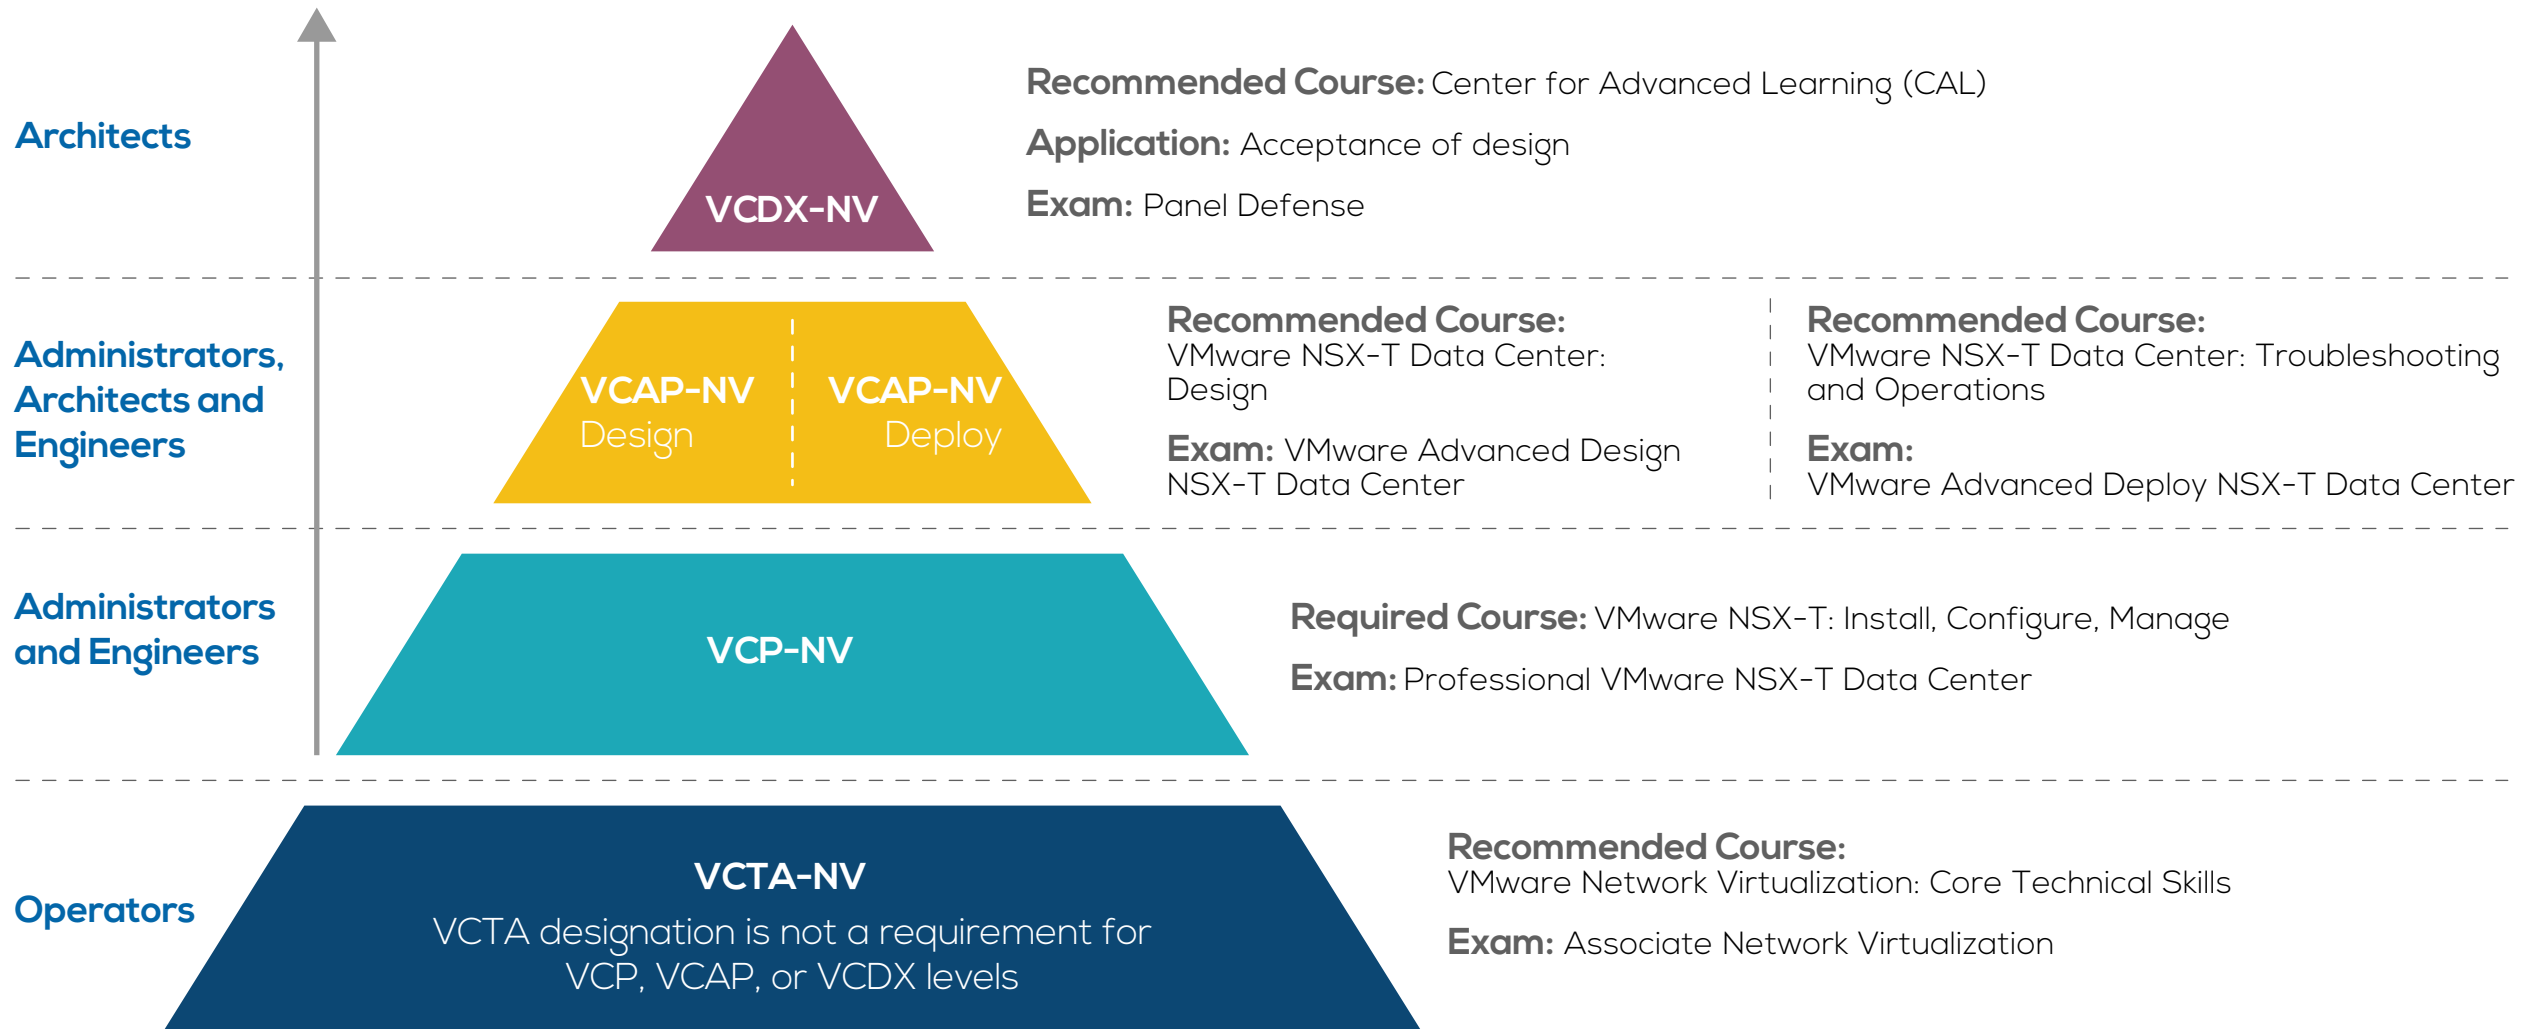 Architects
VCDX-NV
Recommended Course: Center for Advanced Learning (CAL)
Application: Acceptance of design
Exam: Panel Defense
Administrators,
Architects and
Engineers
VCAP-NV
Design
VCAP-NV
Deploy
Recommended Course:
VMware NSX-T Data Center:
Design
Exam: VMware Advanced Design
NSX-T Data Center
Recommended Course:
VMware NSX-T Data Center: Troubleshooting
and Operations
Exam:
VMware Advanced Deploy NSX-T Data Center
Administrators
and Engineers
VCP-NV
Required Course: VMware NSX-T: Install, Configure, Manage
Exam: Professional VMware NSX-T Data Center
Operators
VCTA-NV
VCTA designation is not a requirement for
VCP, VCAP, or VCDX levels
Recommended Course:
VMware Network Virtualization: Core Technical Skills
Exam: Associate Network Virtualization